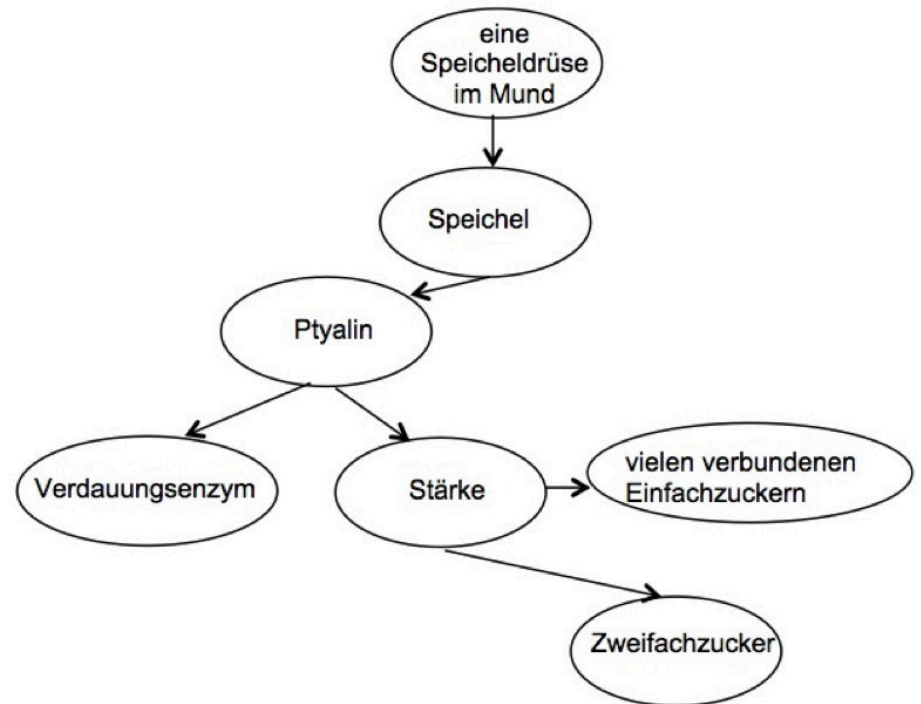 eine
Speicheldrüse
im Mund
Speichel
Ptyalin
Verdauungsenzym
Stärke
vielen verbundenen
Einfachzuckern
Zweifachzucker